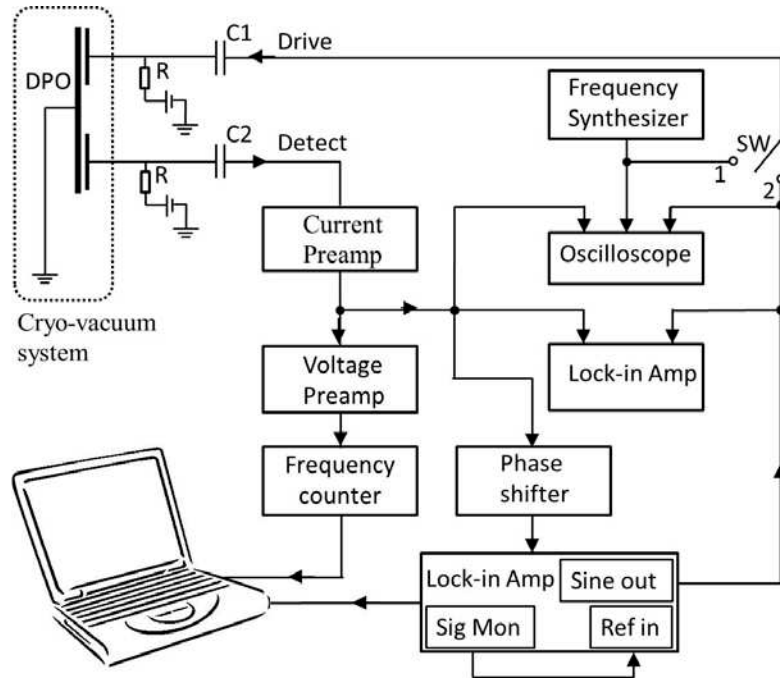 C1
Drive
DPO
R
Frequency
Synthesizer
SW
1
2
C2
Detect
R
Current
Preamp
Oscilloscope
Cryo-vacuum
system
Voltage
Preamp
Lock-in Amp
Frequency
counter
Phase
shifter
Lock-in Amp
Sine out
Sig Mon
Ref in